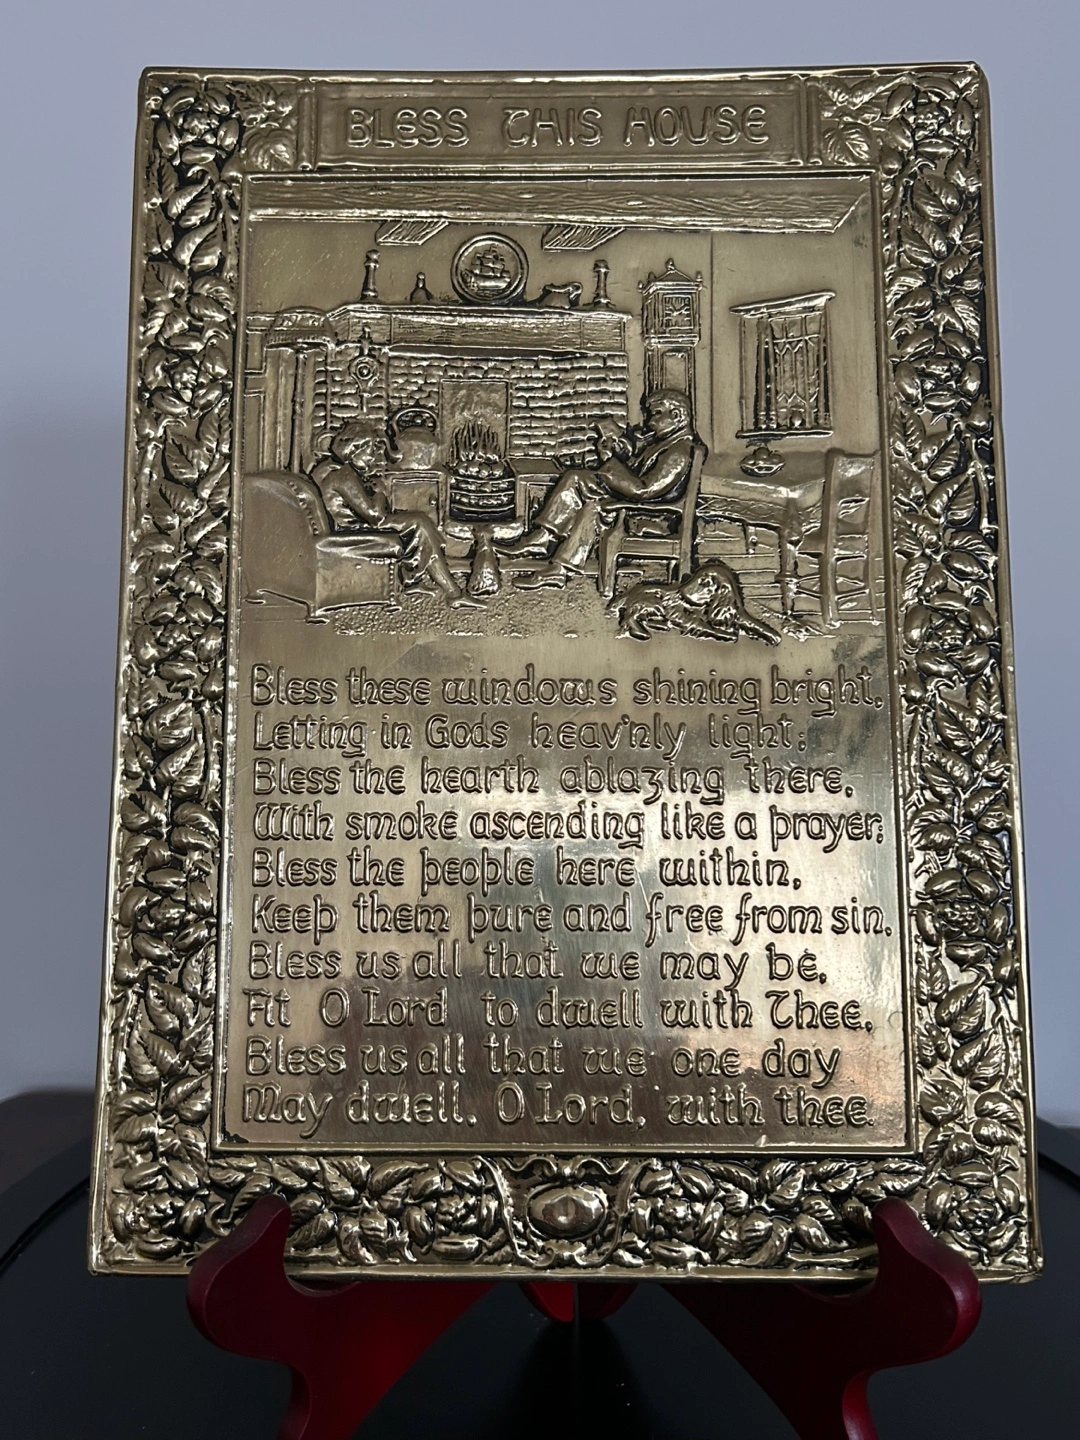 BLESS THIS HOUSE
Bless these windows shining bright,
Letting in Gods heav'nly light;
Bless the hearth ablazing there,
With smoke ascending like a prayer;
Bless the people here within,
Keep them pure and free from sin.
Bless us all that we may be,
Fit O Lord to dwell with Thee,
Bless us all that we one day
May dwell, O Lord, with thee.